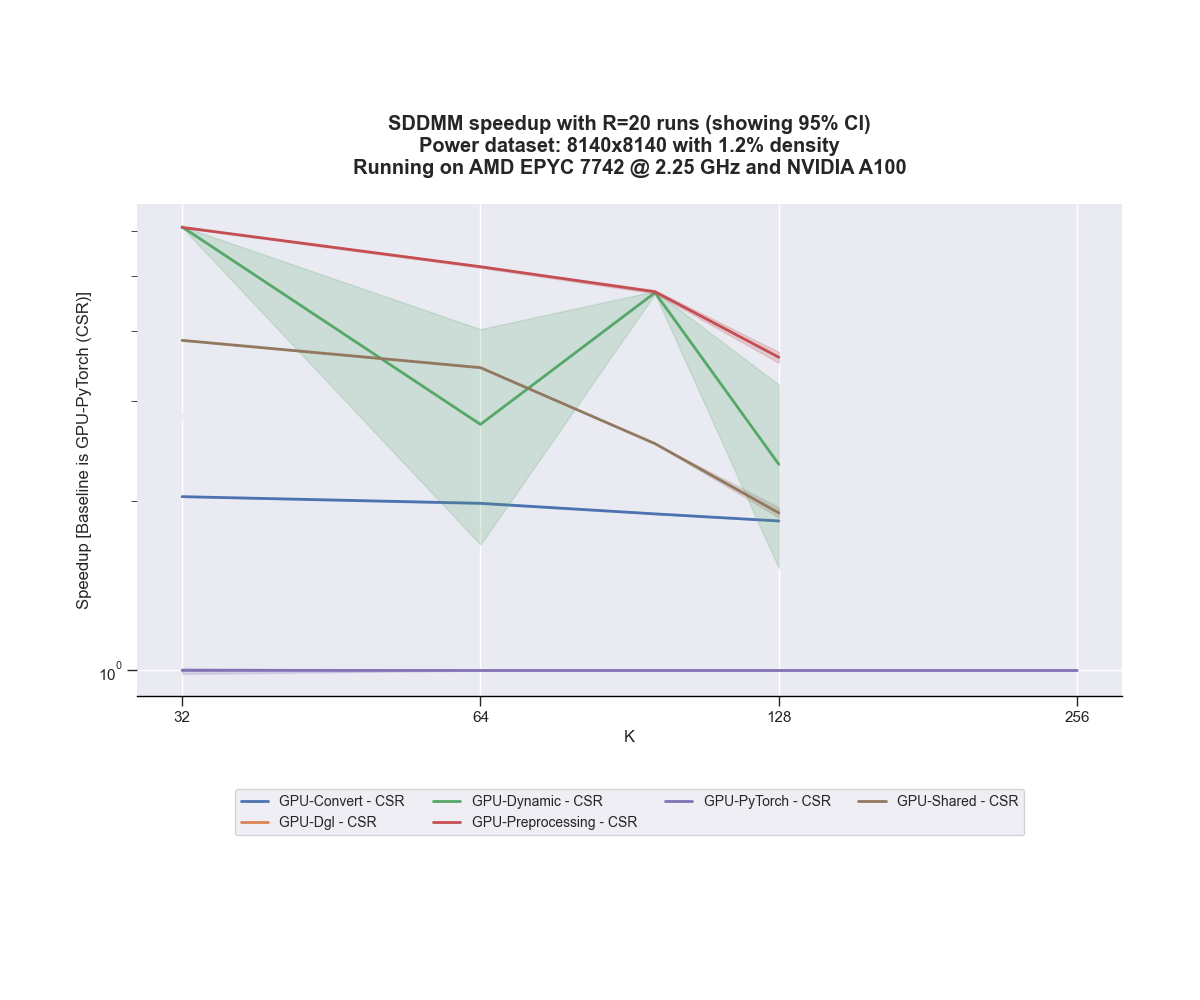 SDDMM speedup with R=20 runs (showing 95% CI)
Power dataset: 8140x8140 with 1.2% density
Running on AMD EPYC 7742 @ 2.25 GHz and NVIDIA A100
Speedup [Baseline is GPU-PyTorch (CSR)]
10^0
32 64 128 256
K
GPU-Convert - CSR GPU-Dynamic - CSR GPU-PyTorch - CSR GPU-Shared - CSR
GPU-Dgl - CSR GPU-Preprocessing - CSR